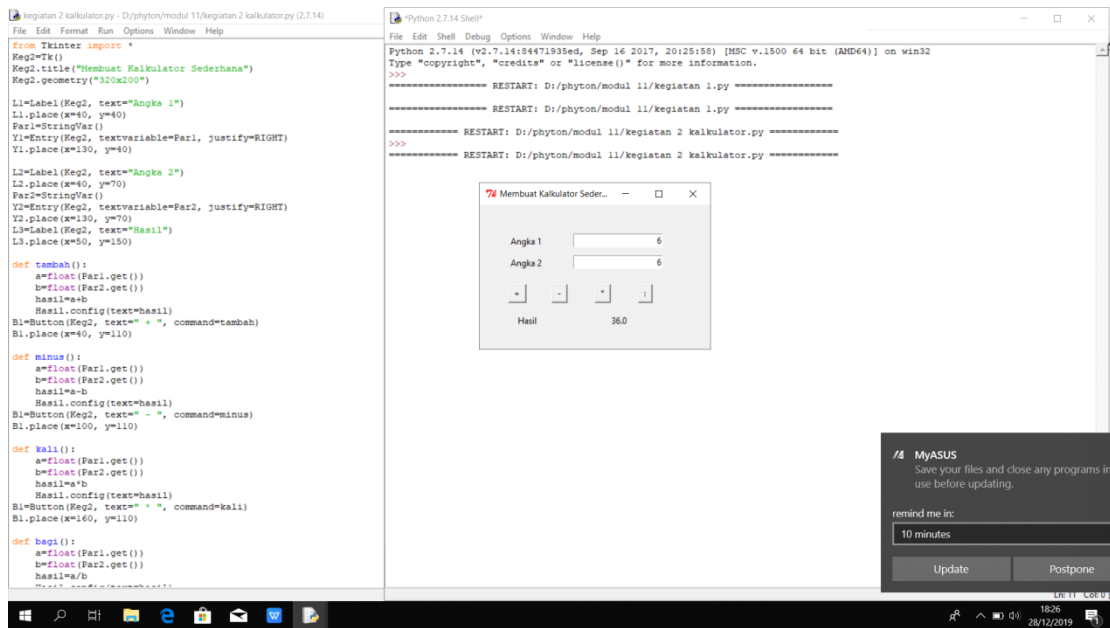 kegiatan 2 kalkulator.py - D:/phyton/modul 11/kegiatan 2 kalkulator.py (2.7.14)
File Edit Format Run Options Window Help
from Tkinter import *
Keg2=Tk()
Keg2.title("Membuat Kalkulator Sederhana")
Keg2.geometry("320x200")
L1=Label(Keg2, text="Angka 1")
L1.place(x=40, y=40)
Par1=StringVar()
Y1=Entry(Keg2, textvariable=Par1, justify=RIGHT)
Y1.place(x=130, y=40)
L2=Label(Keg2, text="Angka 2")
L2.place(x=40, y=70)
Par2=StringVar()
Y2=Entry(Keg2, textvariable=Par2, justify=RIGHT)
Y2.place(x=130, y=70)
L3=Label(Keg2, text="Hasil")
L3.place(x=50, y=150)
def tambah():
    a=float(Par1.get())
    b=float(Par2.get())
    hasil=a+b
    Hasil.config(text=hasil)
B1=Button(Keg2, text=" + ", command=tambah)
B1.place(x=40, y=110)
def minus():
    a=float(Par1.get())
    b=float(Par2.get())
    hasil=a-b
    Hasil.config(text=hasil)
B1=Button(Keg2, text=" - ", command=minus)
B1.place(x=100, y=110)
def kali():
    a=float(Par1.get())
    b=float(Par2.get())
    hasil=a*b
    Hasil.config(text=hasil)
B1=Button(Keg2, text=" * ", command=kali)
B1.place(x=160, y=110)
def bagi():
    a=float(Par1.get())
    b=float(Par2.get())
    hasil=a/b
*Python 2.7.14 Shell*
File Edit Shell Debug Options Window Help
Python 2.7.14 (v2.7.14:84471935ed, Sep 16 2017, 20:25:58) [MSC v.1500 64 bit (AMD64)] on win32
Type "copyright", "credits" or "license()" for more information.
>>>
================= RESTART: D:/phyton/modul 11/kegiatan 1.py =================
================= RESTART: D:/phyton/modul 11/kegiatan 1.py =================
============ RESTART: D:/phyton/modul 11/kegiatan 2 kalkulator.py ============
>>>
============ RESTART: D:/phyton/modul 11/kegiatan 2 kalkulator.py ============
Membuat Kalkulator Seder...
Angka 1 6
Angka 2 6
+ - * :
Hasil 36.0
MyASUS
Save your files and close any programs in
use before updating.
remind me in:
10 minutes
Update Postpone
Ln: 11 Col: 0
18:26
28/12/2019